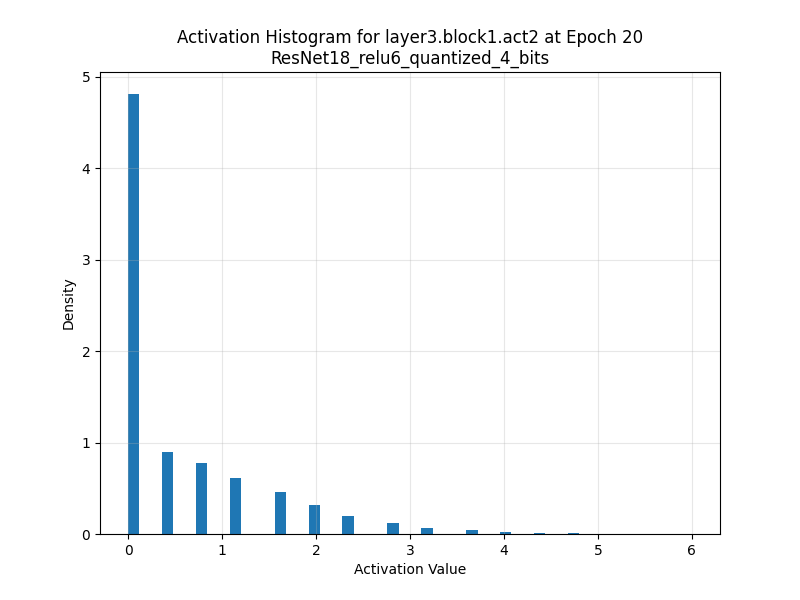 Activation Histogram for layer3.block1.act2 at Epoch 20
ResNet18_relu6_quantized_4_bits
5
4
3
2
1
0
Density
0 1 2 3 4 5 6
Activation Value